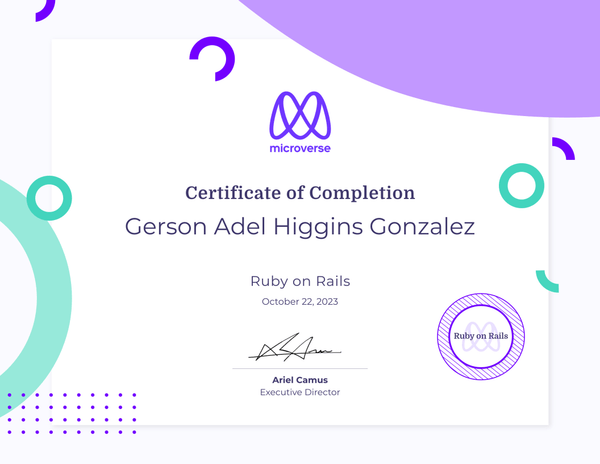 microverse
Certificate of Completion
Gerson Adel Higgins Gonzalez
Ruby on Rails
October 22, 2023
Ruby on Rails
Ariel Camus
Executive Director